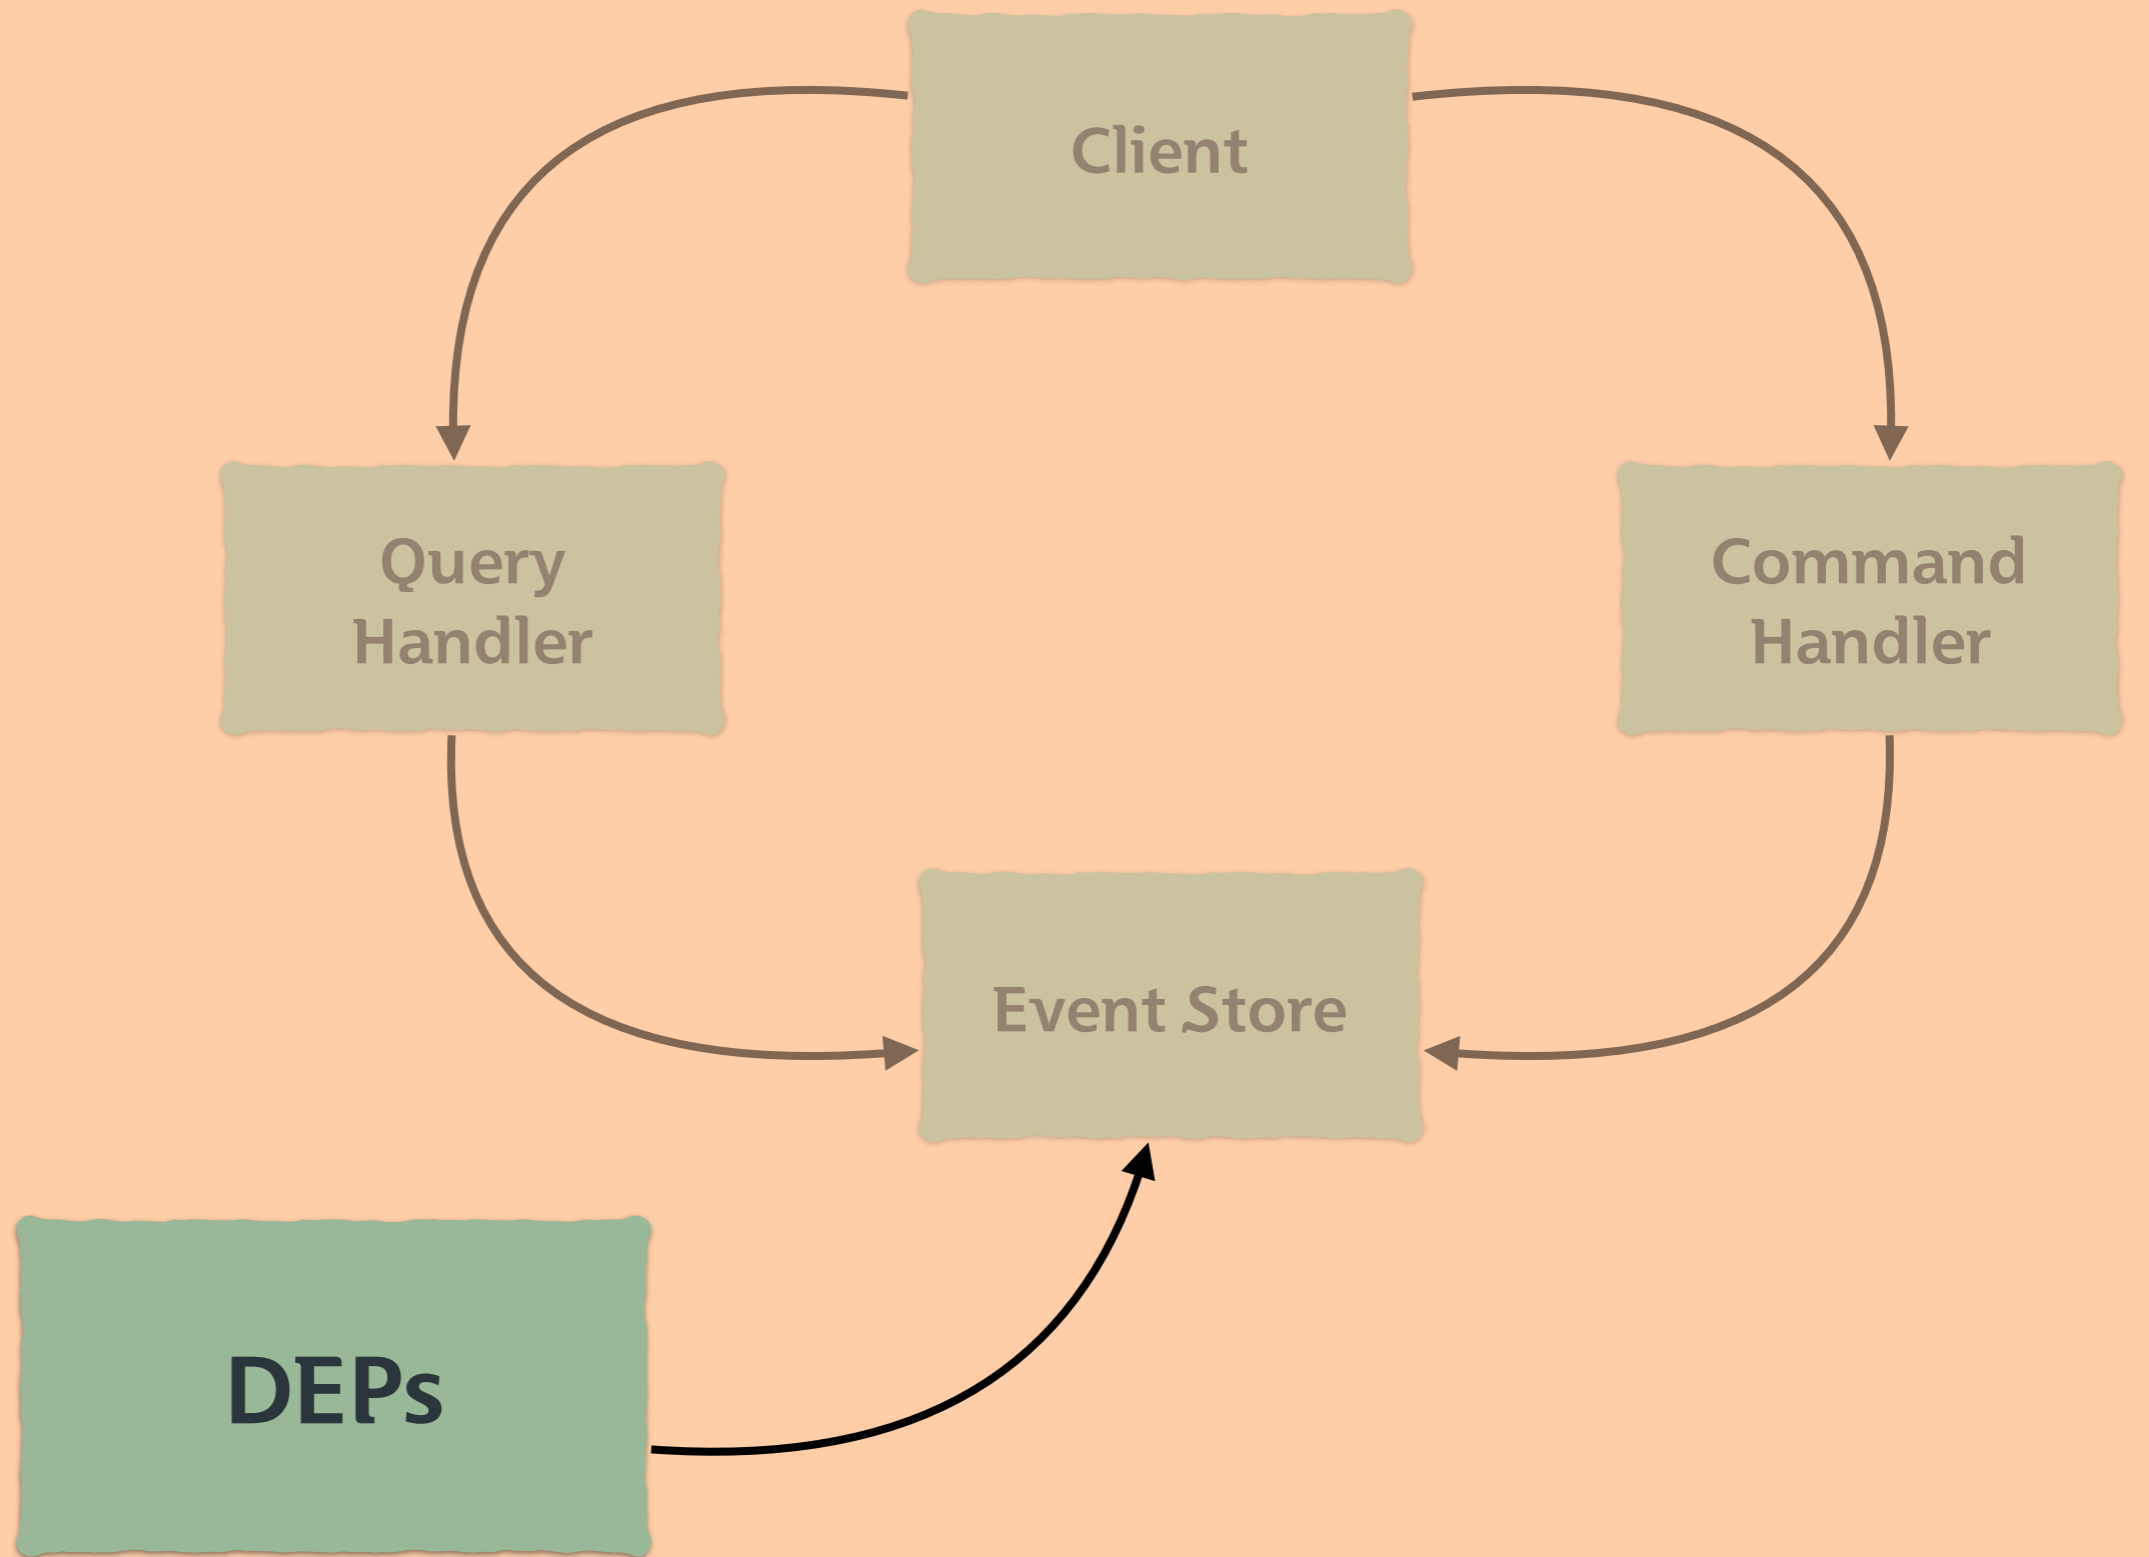 Client
Query
Handler
Command
Handler
Event Store
DEPs